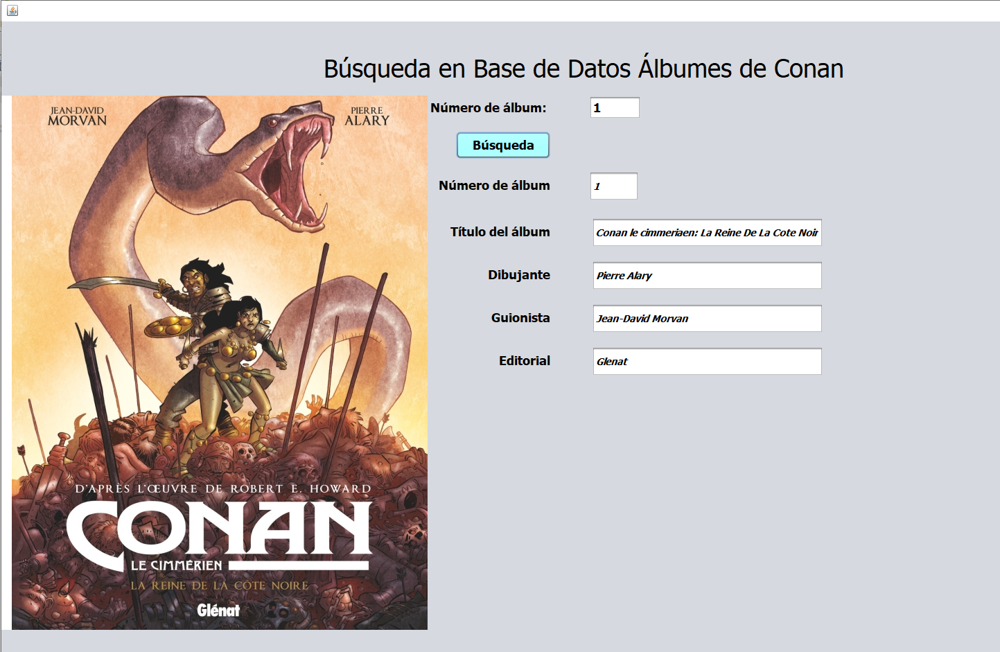 Búsqueda en Base de Datos Álbumes de Conan
JEAN-DAVID
MORVAN
PIERRE
ALARY
D'APRÈS L'ŒUVRE DE ROBERT E. HOWARD
CONAN
LE CIMMÉRIEN
LA REINE DE LA CÔTE NOIRE
Glénat
Número de álbum: 1
Búsqueda
Número de álbum 1
Título del álbum Conan le cimmeriaen: La Reine De La Cote Noir
Dibujante Pierre Alary
Guionista Jean-David Morvan
Editorial Glenat